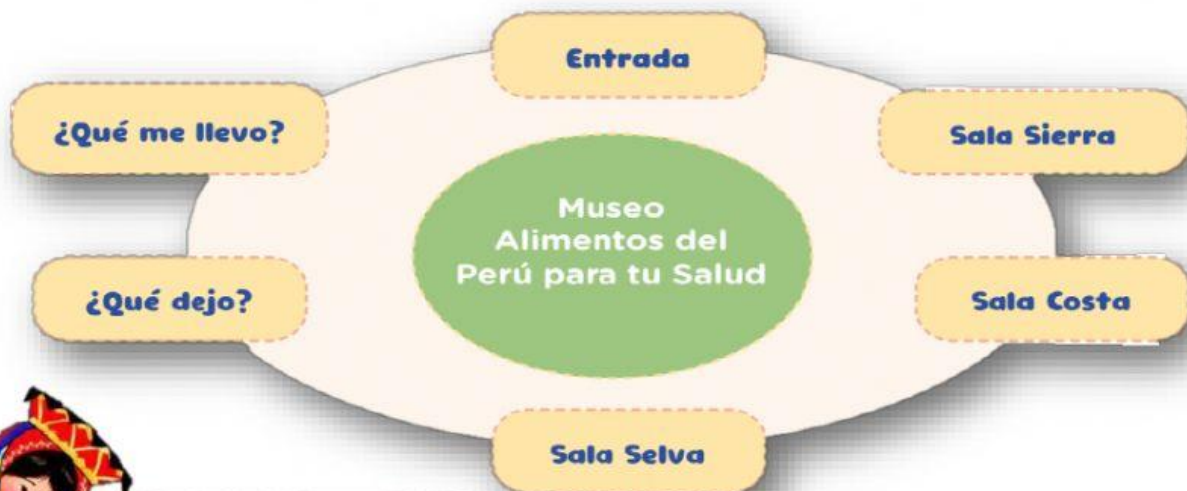 Entrada
¿Qué me llevo?
Sala Sierra
Museo
Alimentos del
Perú para tu Salud
¿Qué dejo?
Sala Costa
Sala Selva